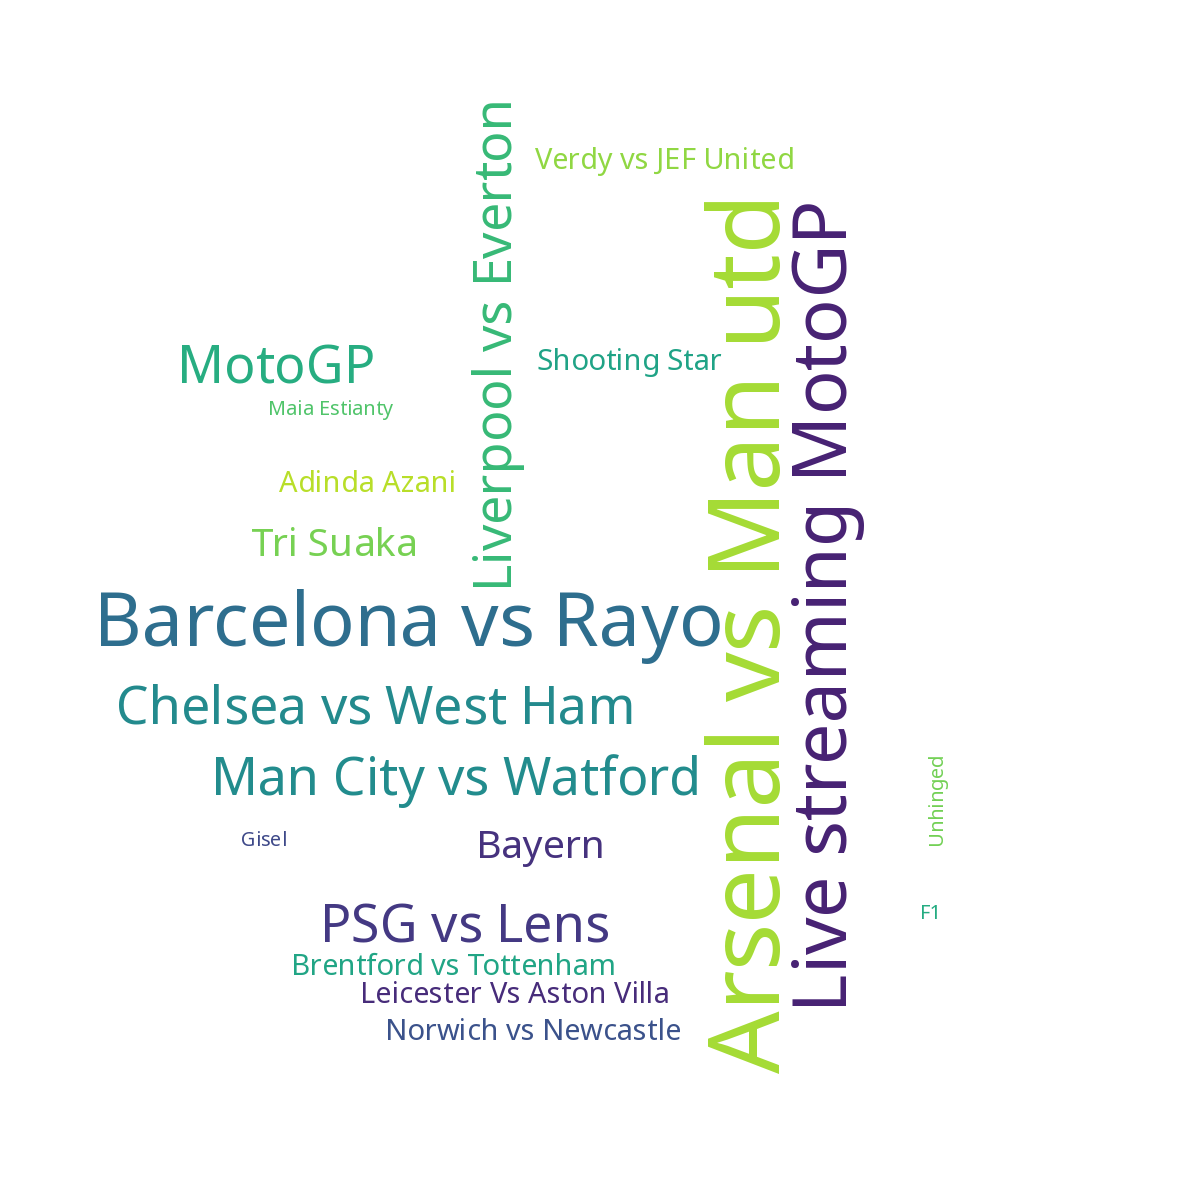 Verdy vs JEF United
Liverpool vs Everton
Arsenal vs Man utd
Live streaming MotoGP
MotoGP
Shooting Star
Maia Estianty
Adinda Azani
Tri Suaka
Barcelona vs Rayo
Chelsea vs West Ham
Man City vs Watford
Unhinged
Gisel
Bayern
F1
PSG vs Lens
Brentford vs Tottenham
Leicester Vs Aston Villa
Norwich vs Newcastle